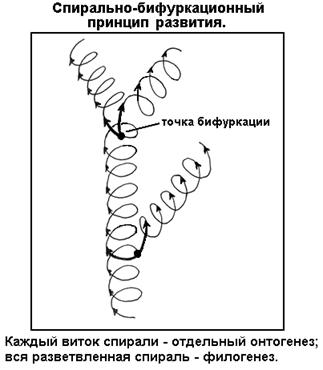 Спирально-бифуркационный
принцип развития.
точка бифуркации
Каждый виток спирали - отдельный онтогенез;
вся разветвленная спираль - филогенез.